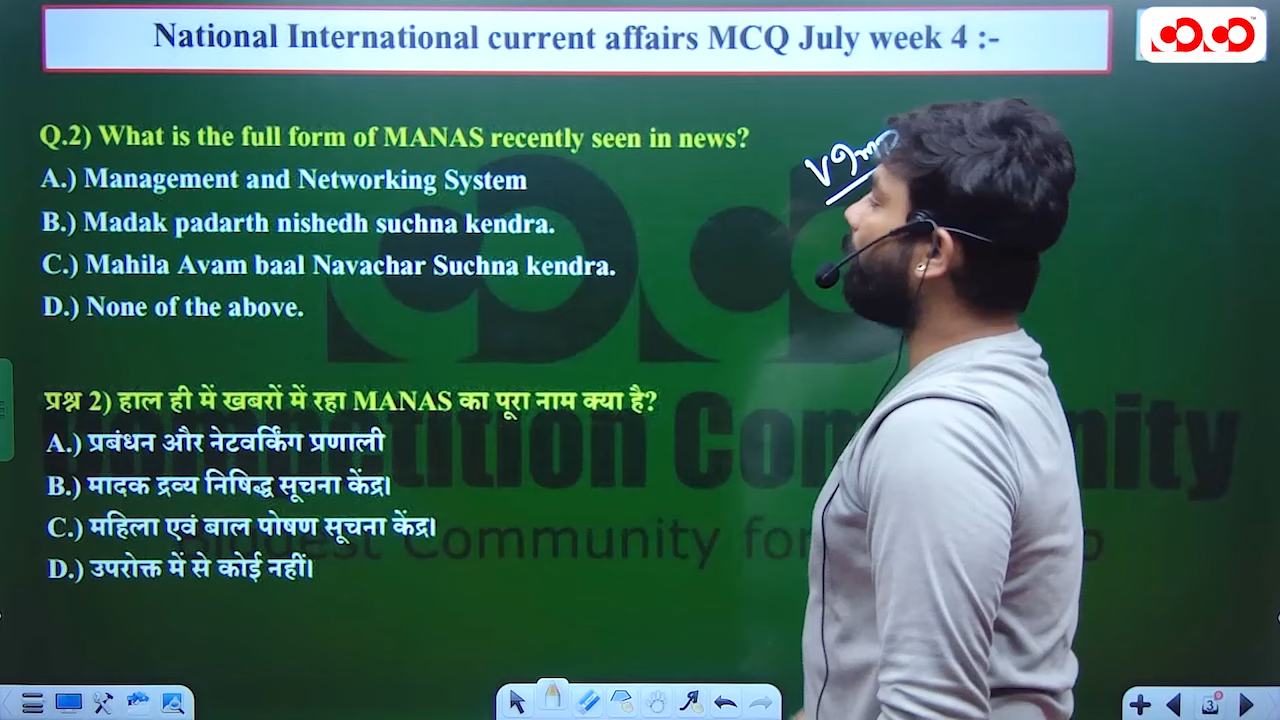 National International current affairs MCQ July week 4 :-
Q.2) What is the full form of MANAS recently seen in news?
A.) Management and Networking System
B.) Madak padarth nishedh suchna kendra.
C.) Mahila Avam baal Navachar Suchna kendra.
D.) None of the above.
प्रश्न 2) हाल ही में खबरों में रहा MANAS का पूरा नाम क्या है?
A.) प्रबंधन और नेटवर्किंग प्रणाली
B.) मादक द्रव्य निषिद्ध सूचना केंद्र।
C.) महिला एवं बाल पोषण सूचना केंद्र।
D.) उपरोक्त में से कोई नहीं।
3